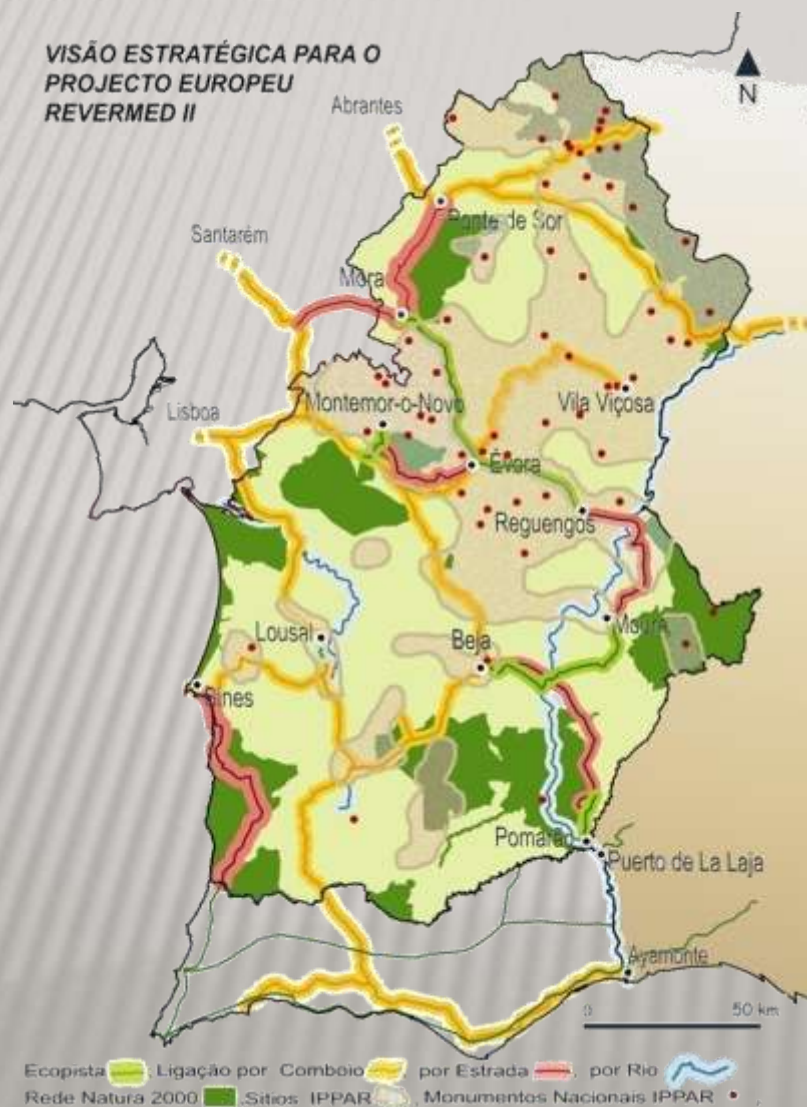 VISÃO ESTRATÉGICA PARA O
PROJECTO EUROPEU
REVERMED II
Abrantes
N
Ponte de Sor
Santarém
Mora
Montemor-o-Novo
Vila Viçosa
Lisboa
Évora
Reguengos
Lousal
Beja
Moura
Sines
Pomarão
Puerto de La Laja
Ayamonte
0 50 km
Ecopista , Ligação por Comboio , por Estrada , por Rio
Rede Natura 2000 , Sítios IPPAR , Monumentos Nacionais IPPAR ,